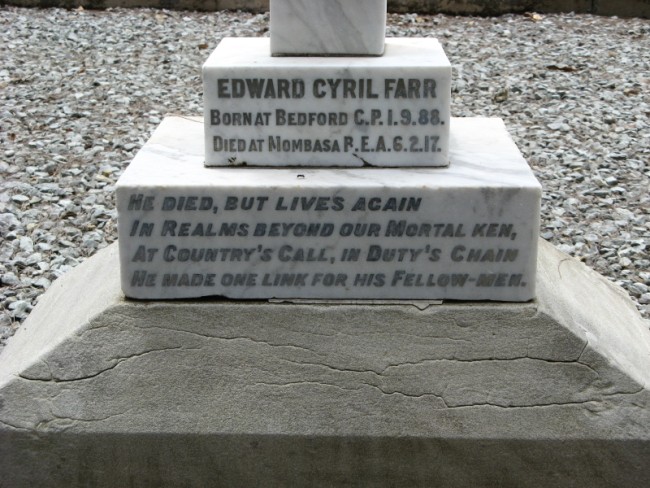 EDWARD CYRIL FARR
BORN AT BEDFORD C.P. 1.9.88.
DIED AT MOMBASA P.E.A. 6.2.17.
HE DIED, BUT LIVES AGAIN
IN REALMS BEYOND OUR MORTAL KEN,
AT COUNTRY'S CALL, IN DUTY'S CHAIN
HE MADE ONE LINK FOR HIS FELLOW-MEN.